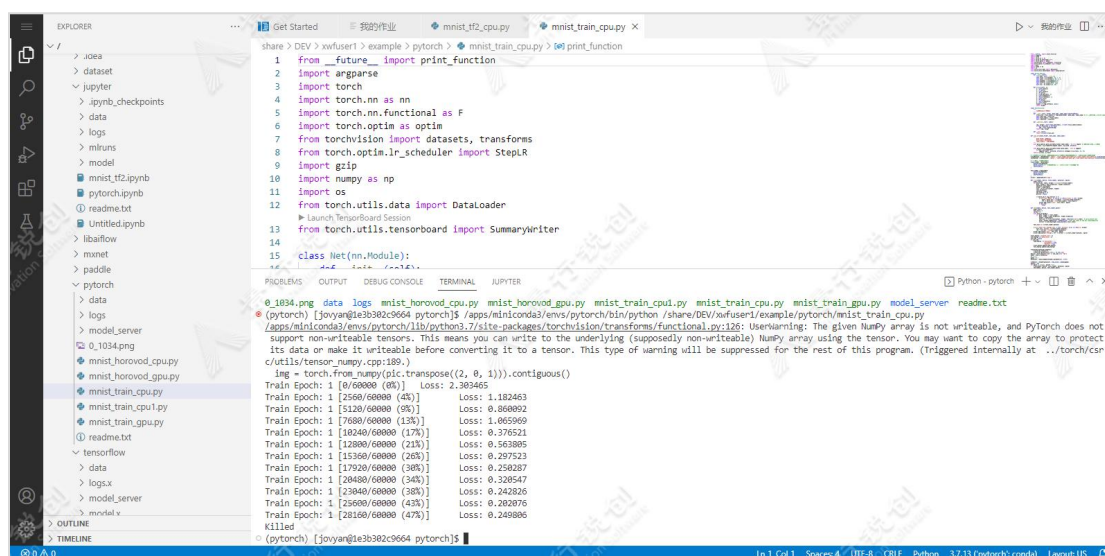 EXPLORER
/
.idea
dataset
jupyter
.ipynb_checkpoints
data
logs
mlruns
model
mnist_tf2.ipynb
pytorch.ipynb
readme.txt
Untitled.ipynb
libaiflow
mxnet
paddle
pytorch
data
logs
model_server
0_1034.png
mnist_horovod_cpu.py
mnist_horovod_gpu.py
mnist_train_cpu.py
mnist_train_cpu1.py
mnist_train_gpu.py
readme.txt
tensorflow
data
logs.x
model_server
model.x
OUTLINE
TIMELINE
Get Started
我的作业
mnist_tf2_cpu.py
mnist_train_cpu.py
我的作业
share > DEV > xwfuser1 > example > pytorch > mnist_train_cpu.py > print_function
1 from __future__ import print_function
2 import argparse
3 import torch
4 import torch.nn as nn
5 import torch.nn.functional as F
6 import torch.optim as optim
7 from torchvision import datasets, transforms
8 from torch.optim.lr_scheduler import StepLR
9 import gzip
10 import numpy as np
11 import os
12 from torch.utils.data import DataLoader
Launch TensorBoard Session
13 from torch.utils.tensorboard import SummaryWriter
14
15 class Net(nn.Module):
PROBLEMS OUTPUT DEBUG CONSOLE TERMINAL JUPYTER
Python - pytorch
0_1034.png data logs mnist_horovod_cpu.py mnist_horovod_gpu.py mnist_train_cpu1.py mnist_train_cpu.py mnist_train_gpu.py model_server readme.txt
(pytorch) [jovyan@1e3b302c9664 pytorch]$ /apps/miniconda3/envs/pytorch/bin/python /share/DEV/xwfuser1/example/pytorch/mnist_train_cpu.py
/apps/miniconda3/envs/pytorch/lib/python3.7/site-packages/torchvision/transforms/functional.py:126: UserWarning: The given NumPy array is not writeable, and PyTorch does not
support non-writeable tensors. This means you can write to the underlying (supposedly non-writeable) NumPy array using the tensor. You may want to copy the array to protect
its data or make it writeable before converting it to a tensor. This type of warning will be suppressed for the rest of this program. (Triggered internally at ../torch/csr
c/utils/tensor_numpy.cpp:189.)
img = torch.from_numpy(pic.transpose((2, 0, 1))).contiguous()
Train Epoch: 1 [0/60000 (0%)] Loss: 2.303465
Train Epoch: 1 [2560/60000 (4%)] Loss: 1.182463
Train Epoch: 1 [5120/60000 (9%)] Loss: 0.860092
Train Epoch: 1 [7680/60000 (13%)] Loss: 1.065969
Train Epoch: 1 [10240/60000 (17%)] Loss: 0.376521
Train Epoch: 1 [12800/60000 (21%)] Loss: 0.563805
Train Epoch: 1 [15360/60000 (26%)] Loss: 0.297523
Train Epoch: 1 [17920/60000 (30%)] Loss: 0.250287
Train Epoch: 1 [20480/60000 (34%)] Loss: 0.320547
Train Epoch: 1 [23040/60000 (38%)] Loss: 0.242826
Train Epoch: 1 [25600/60000 (43%)] Loss: 0.202076
Train Epoch: 1 [28160/60000 (47%)] Loss: 0.249806
Killed
(pytorch) [jovyan@1e3b302c9664 pytorch]$
0 0 Ln 1, Col 1 Spaces: 4 UTF-8 CRLF Python 3.7.13 ('pytorch': conda) Layout: US